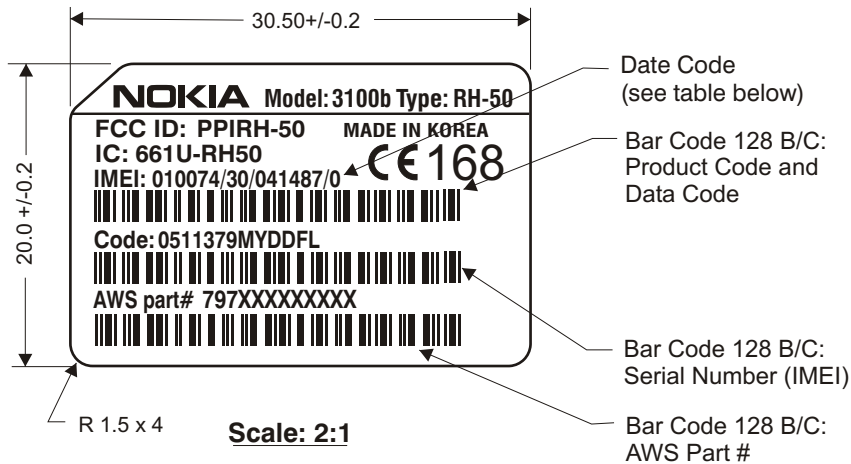 30.50+/-0.2
20.0 +/-0.2
NOKIA Model: 3100b Type: RH-50
FCC ID: PPIRH-50 MADE IN KOREA
IC: 661U-RH50
CE 168
IMEI: 010074/30/041487/0
Code: 0511379MYDDFL
AWS part# 797XXXXXXXXX
Date Code
(see table below)
Bar Code 128 B/C:
Product Code and
Data Code
Bar Code 128 B/C:
Serial Number (IMEI)
Bar Code 128 B/C:
AWS Part #
R 1.5 x 4
Scale: 2:1